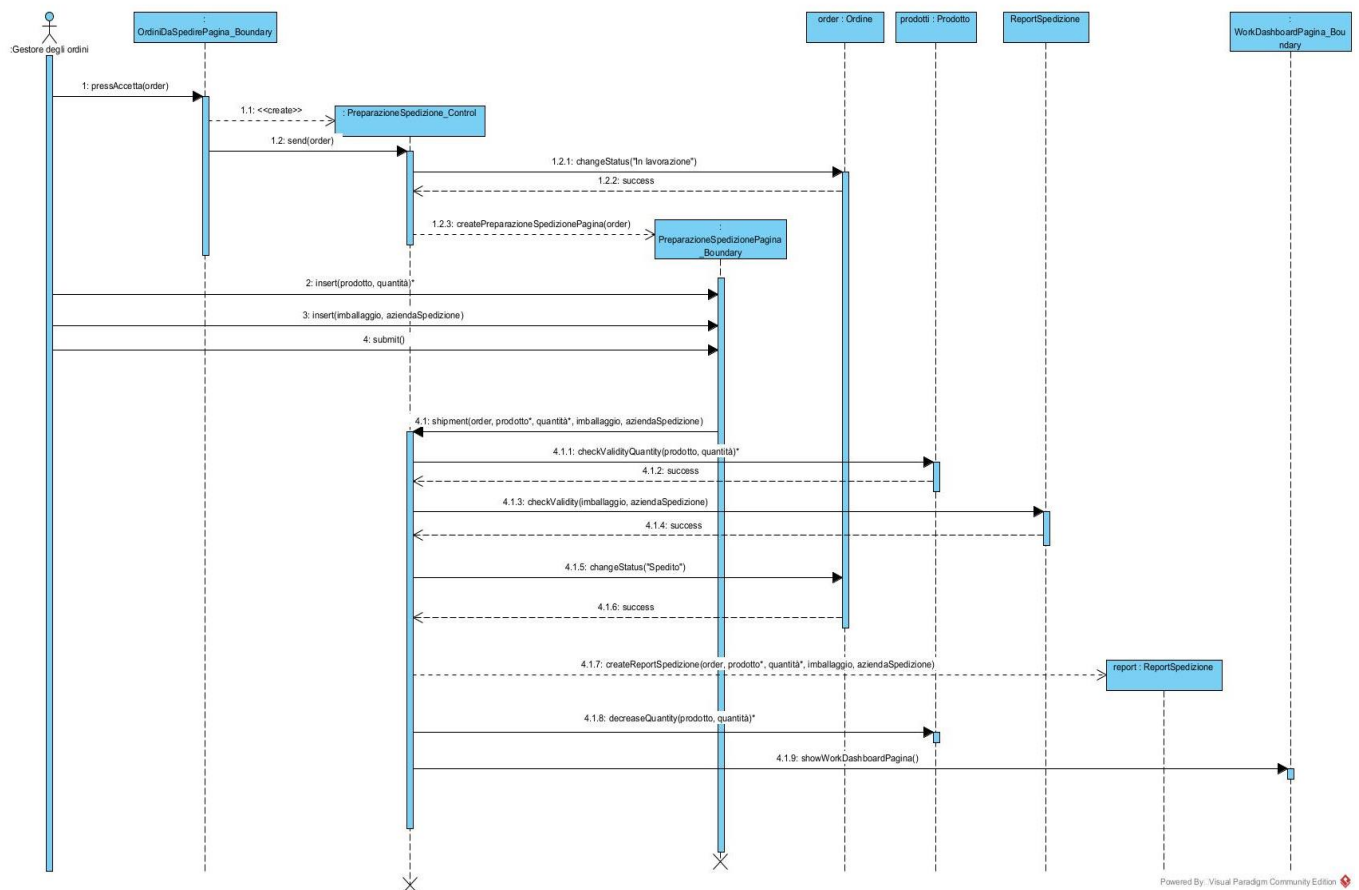 :
OrdiniDaSpedirePagina_Boundary
order : Ordine
prodotti : Prodotto
ReportSpedizione
:
WorkDashboardPagina_Bou
ndary
:Gestore degli ordini
1: pressAccetta(order)
1.1: <<create>>
: PreparazioneSpedizione_Control
1.2: send(order)
1.2.1: changeStatus("In lavorazione")
1.2.2: success
1.2.3: createPreparazioneSpedizionePagina(order)
:
PreparazioneSpedizionePagina
_Boundary
2: insert(prodotto, quantità)*
3: insert(imballaggio, aziendaSpedizione)
4: submit()
4.1: shipment(order, prodotto*, quantità*, imballaggio, aziendaSpedizione)
4.1.1: checkValidityQuantity(prodotto, quantità)*
4.1.2: success
4.1.3: checkValidity(imballaggio, aziendaSpedizione)
4.1.4: success
4.1.5: changeStatus("Spedito")
4.1.6: success
4.1.7: createReportSpedizione(order, prodotto*, quantità*, imballaggio, aziendaSpedizione)
report : ReportSpedizione
4.1.8: decreaseQuantity(prodotto, quantità)*
4.1.9: showWorkDashboardPagina()
Powered By: Visual Paradigm Community Edition